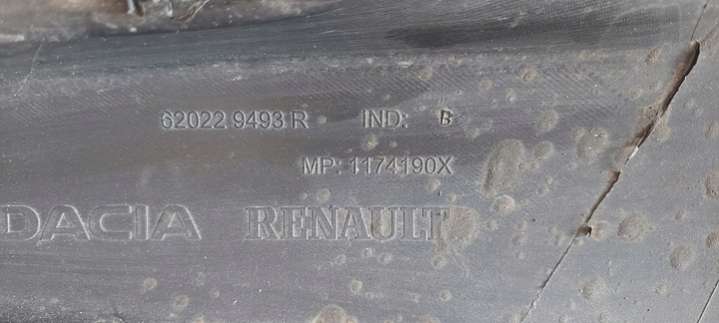 62022 9493 R IND: B
MP: 1174190X
DACIA RENAULT